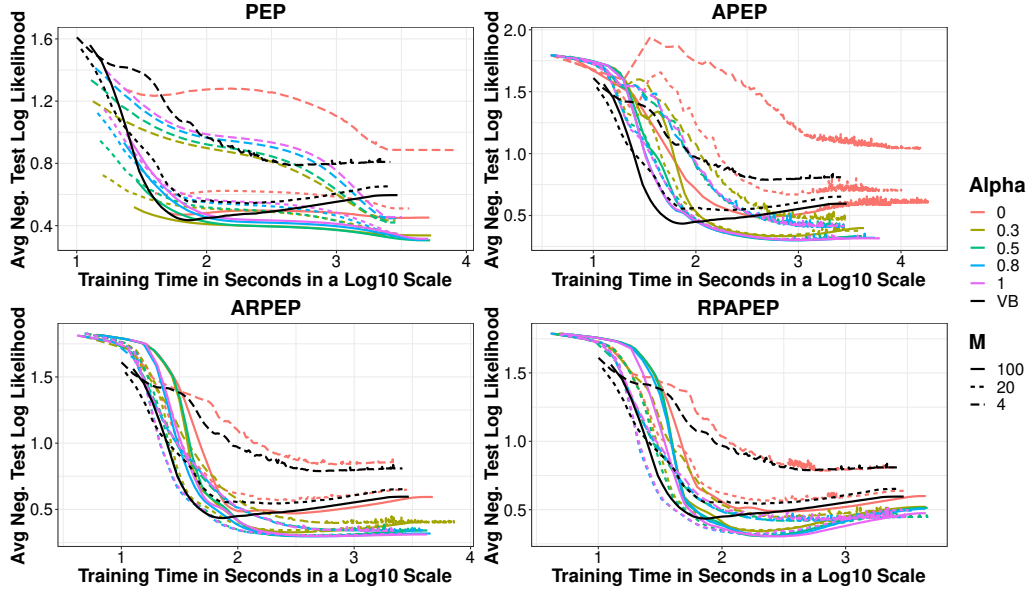 PEP
APEP
Avg Neg. Test Log Likelihood
1.6
1.2
0.8
0.4
1
2
3
4
Training Time in Seconds in a Log10 Scale
Avg Neg. Test Log Likelihood
2.0
1.5
1.0
0.5
1
2
3
4
Training Time in Seconds in a Log10 Scale
ARPEP
RPAPEP
Avg Neg. Test Log Likelihood
1.5
1.0
0.5
1
2
3
4
Training Time in Seconds in a Log10 Scale
Avg Neg. Test Log Likelihood
1.5
1.0
0.5
1
2
3
Training Time in Seconds in a Log10 Scale
Alpha
0
0.3
0.5
0.8
1
VB
M
100
20
4